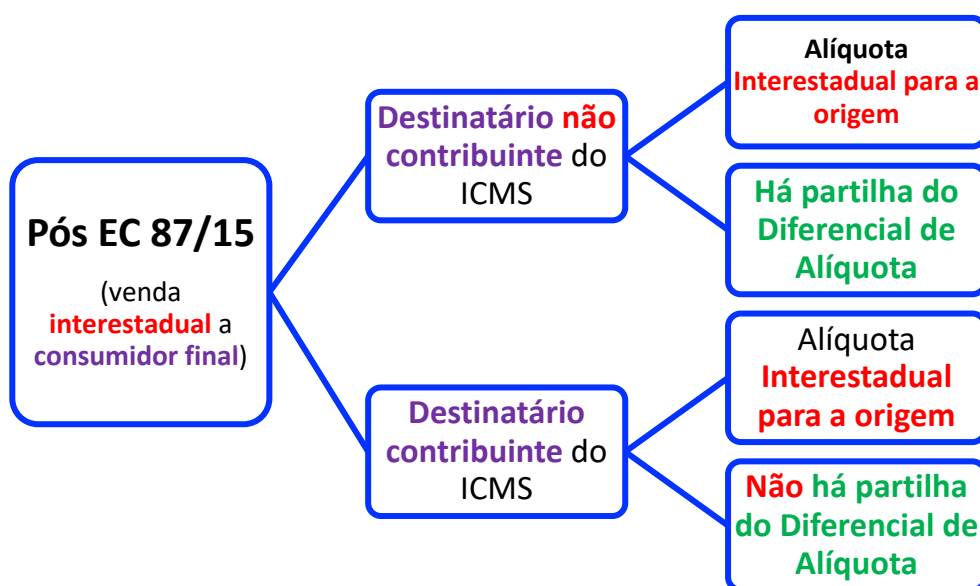 Pós EC 87/15
(venda
interestadual a
consumidor final)
Destinatário não
contribuinte do
ICMS
Alíquota
Interestadual para a
origem
Há partilha do
Diferencial de
Alíquota
Destinatário
contribuinte do
ICMS
Alíquota
Interestadual
para a origem
Não há partilha
do Diferencial de
Alíquota